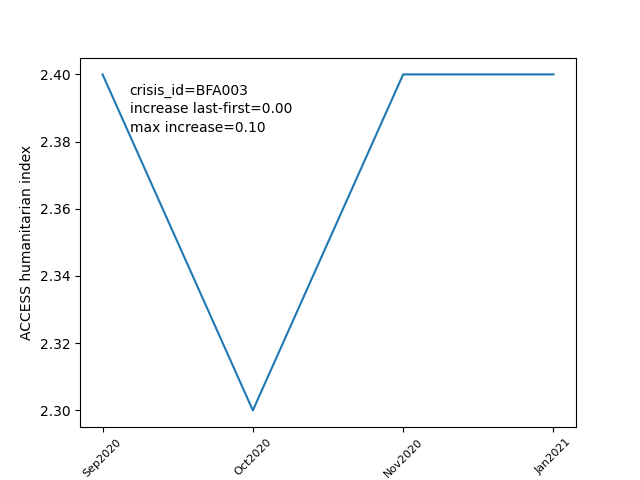 2.40
2.38
2.36
2.34
2.32
2.30
ACCESS humanitarian index
crisis_id=BFA003
increase last-first=0.00
max increase=0.10
Sep2020
Oct2020
Nov2020
Jan2021